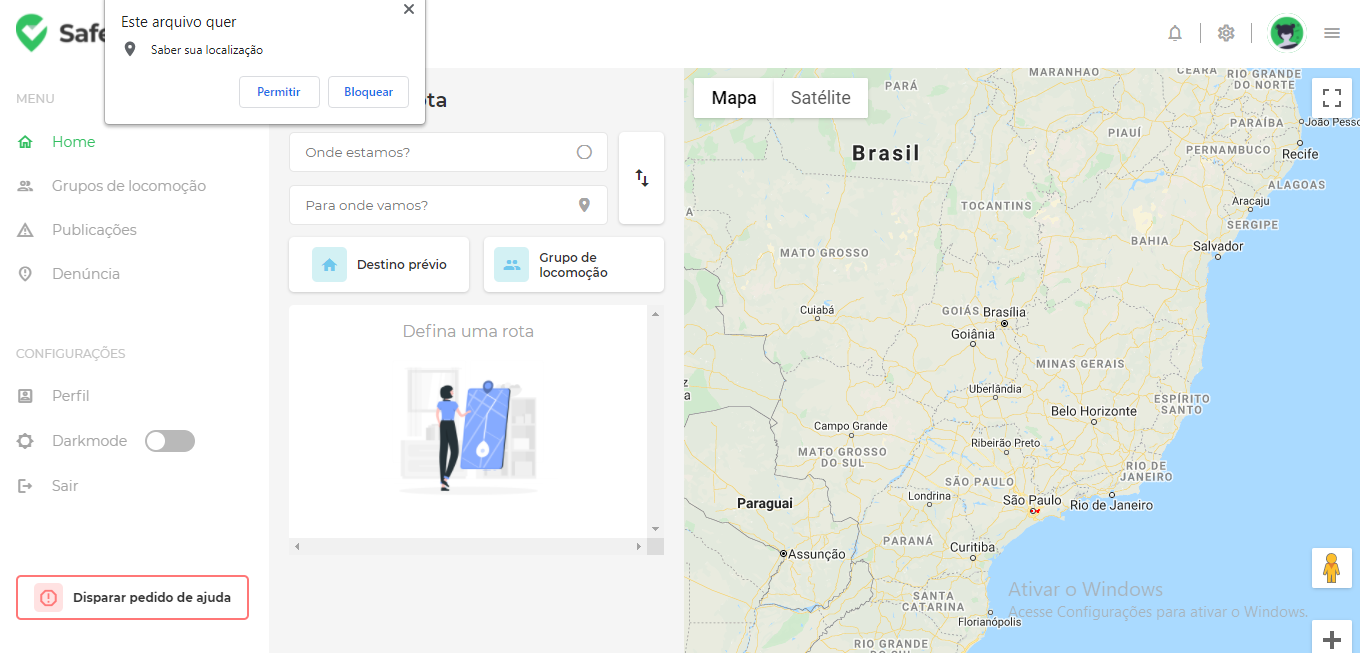 Este arquivo quer
Saber sua localização
Permitir
Bloquear
MENU
Home
Grupos de locomoção
Publicações
Denúncia
CONFIGURAÇÕES
Perfil
Darkmode
Sair
Disparar pedido de ajuda
Onde estamos?
Para onde vamos?
Destino prévio
Grupo de
locomoção
Defina uma rota
Mapa
Satélite
PARÁ
MARANHÃO
CEARÁ
RIO GRANDE
DO NORTE
PARAÍBA
João Pesso
PIAUÍ
PERNAMBUCO
Recife
Brasil
ALAGOAS
TOCANTINS
Aracaju
SERGIPE
MATO GROSSO
BAHIA
Salvador
Cuiabá
GOIÁS
Brasília
Goiânia
MINAS GERAIS
Uberlândia
ESPÍRITO
SANTO
Belo Horizonte
Campo Grande
Ribeirão Preto
MATO GROSSO
DO SUL
RIO DE
JANEIRO
SÃO PAULO
Londrina
São Paulo
Rio de Janeiro
Paraguai
PARANÁ
Assunção
Curitiba
SANTA
CATARINA
Florianópolis
RIO GRANDE
DO SUL
Ativar o Windows
Acesse Configurações para ativar o Windows.